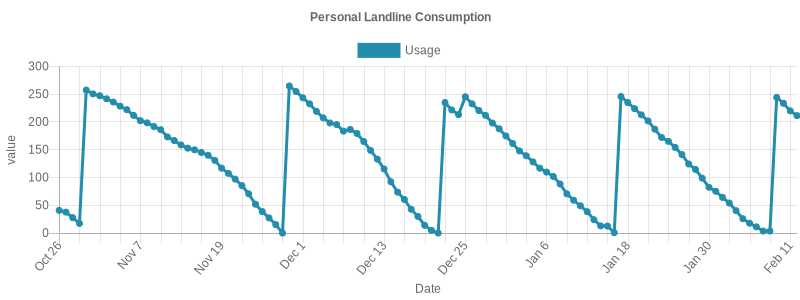 Personal Landline Consumption
Usage
300
250
200
150
100
50
0
value
Oct 26
Nov 7
Nov 19
Dec 1
Dec 13
Dec 25
Jan 6
Jan 18
Jan 30
Feb 11
Date